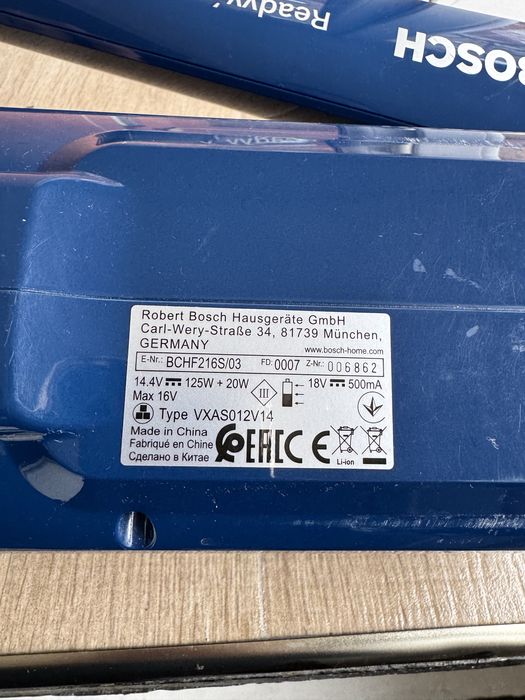 BOSCH
Readyy'
Robert Bosch Hausgeräte GmbH
Carl-Wery-Straße 34, 81739 München,
GERMANY
www.bosch-home.com
E-Nr.: BCHF216S/03 FD: 0007 Z-Nr.: 006862
14.4V 125W + 20W III 18V 500mA
Max 16V
Type VXAS012V14
Made in China
Fabriqué en Chine
Сделано в Китае
EAC CE
Li-ion